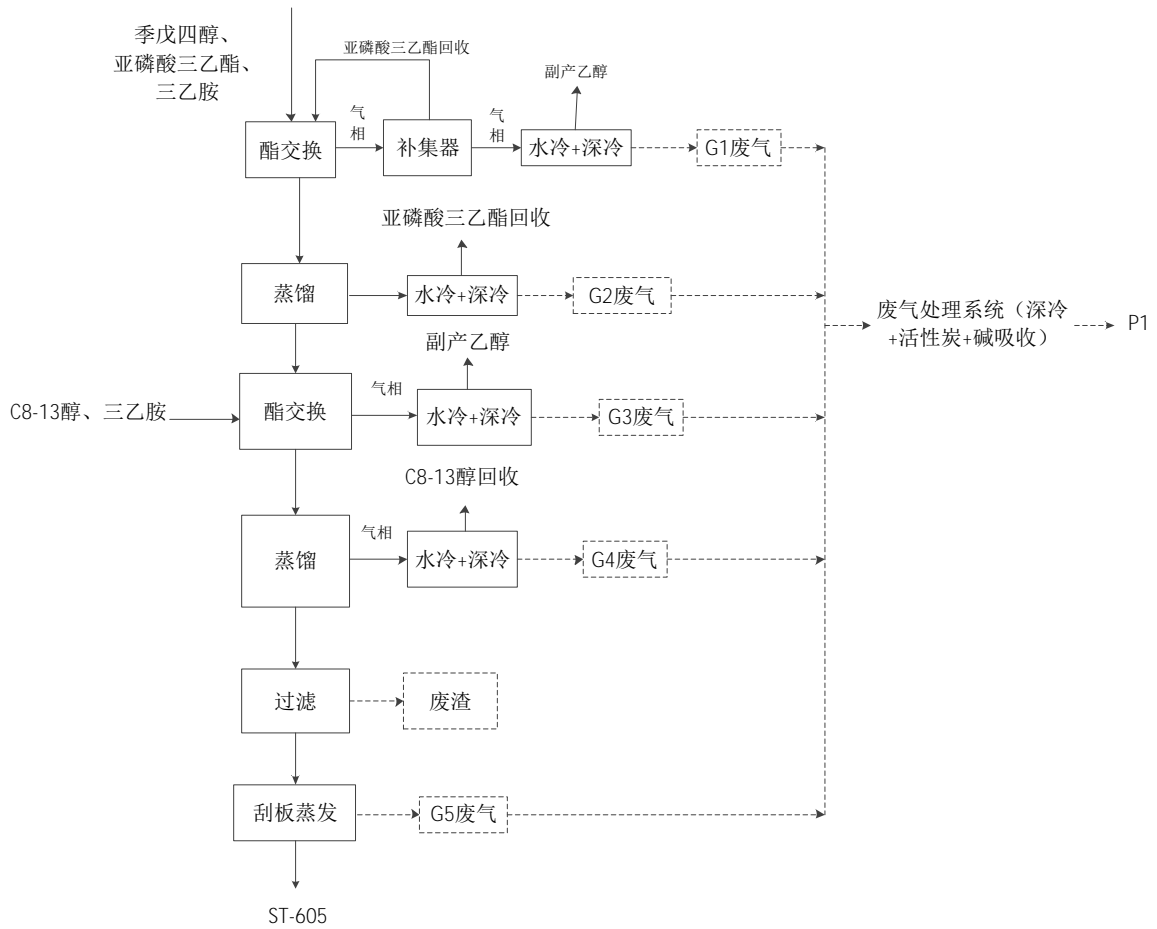 季戊四醇、
亚磷酸三乙酯、
三乙胺
亚磷酸三乙酯回收
副产乙醇
酯交换
气
相
补集器
气
相
水冷+深冷
G1废气
亚磷酸三乙酯回收
蒸馏
水冷+深冷
G2废气
废气处理系统（深冷
+活性炭+碱吸收）
P1
副产乙醇
C8-13醇、三乙胺
酯交换
气相
水冷+深冷
G3废气
C8-13醇回收
蒸馏
气相
水冷+深冷
G4废气
过滤
废渣
刮板蒸发
G5废气
ST-605